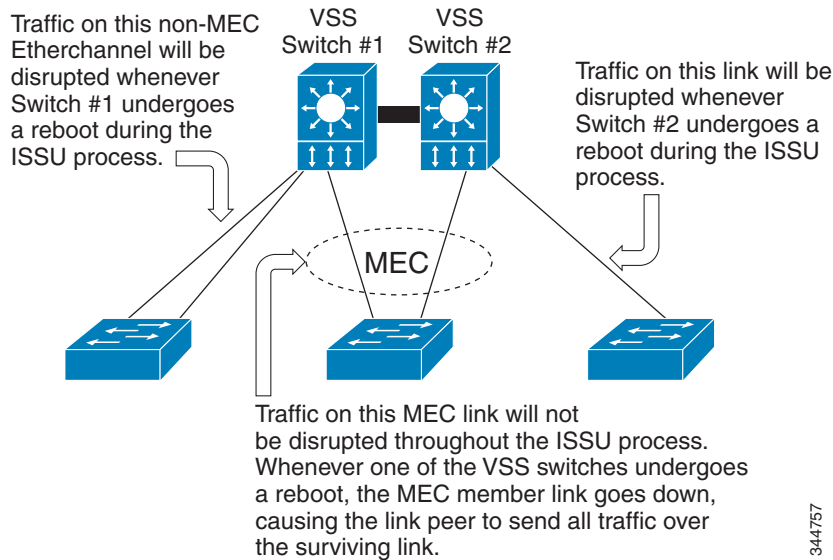 Traffic on this non-MEC
Etherchannel will be
disrupted whenever
Switch #1 undergoes
a reboot during the
ISSU process.
VSS
Switch #1
VSS
Switch #2
Traffic on this link will be
disrupted whenever
Switch #2 undergoes a
reboot during the ISSU
process.
MEC
Traffic on this MEC link will not
be disrupted throughout the ISSU process.
Whenever one of the VSS switches undergoes
a reboot, the MEC member link goes down,
causing the link peer to send all traffic over
the surviving link.
344757